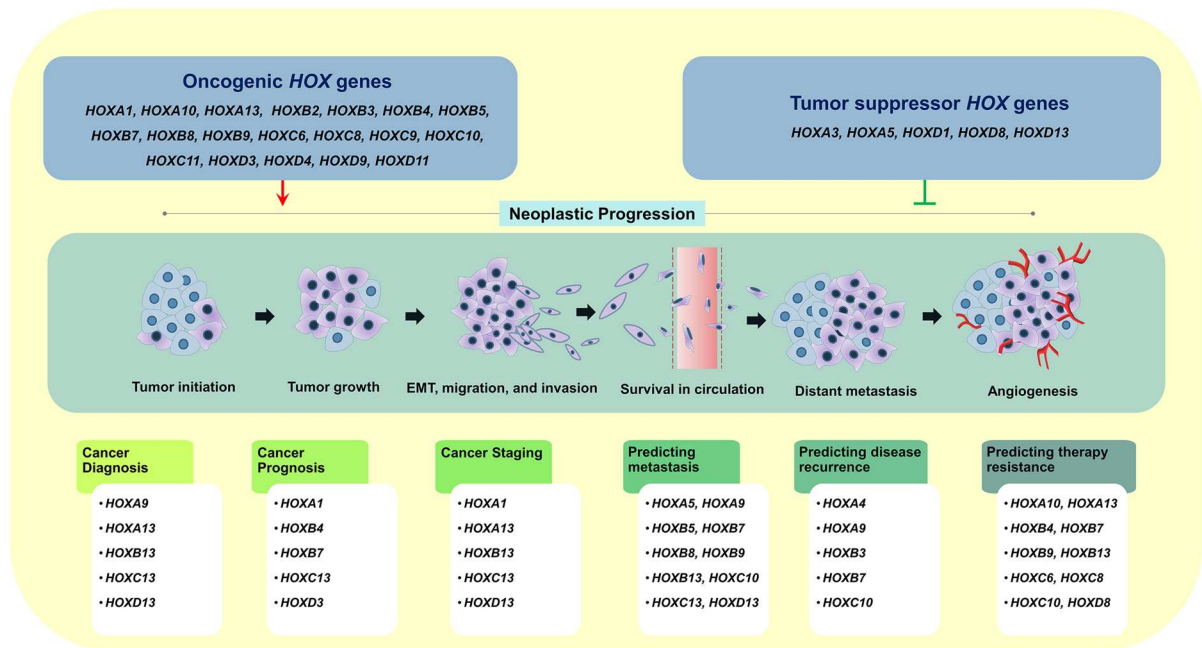 Oncogenic HOX genes
HOXA1, HOXA10, HOXA13, HOXB2, HOXB3, HOXB4, HOXB5,
HOXB7, HOXB8, HOXB9, HOXC6, HOXC8, HOXC9, HOXC10,
HOXC11, HOXD3, HOXD4, HOXD9, HOXD11
Tumor suppressor HOX genes
HOXA3, HOXA5, HOXD1, HOXD8, HOXD13
Neoplastic Progression
Tumor initiation
Tumor growth
EMT, migration, and invasion
Survival in circulation
Distant metastasis
Angiogenesis
Cancer
Diagnosis
• HOXA9
• HOXA13
• HOXB13
• HOXC13
• HOXD13
Cancer
Prognosis
• HOXA1
• HOXB4
• HOXB7
• HOXC13
• HOXD3
Cancer Staging
• HOXA1
• HOXA13
• HOXB13
• HOXC13
• HOXD13
Predicting
metastasis
• HOXA5, HOXA9
• HOXB5, HOXB7
• HOXB8, HOXB9
• HOXB13, HOXC10
• HOXC13, HOXD13
Predicting disease
recurrence
• HOXA4
• HOXA9
• HOXB3
• HOXB7
• HOXC10
Predicting therapy
resistance
• HOXA10, HOXA13
• HOXB4, HOXB7
• HOXB9, HOXB13
• HOXC6, HOXC8
• HOXC10, HOXD8